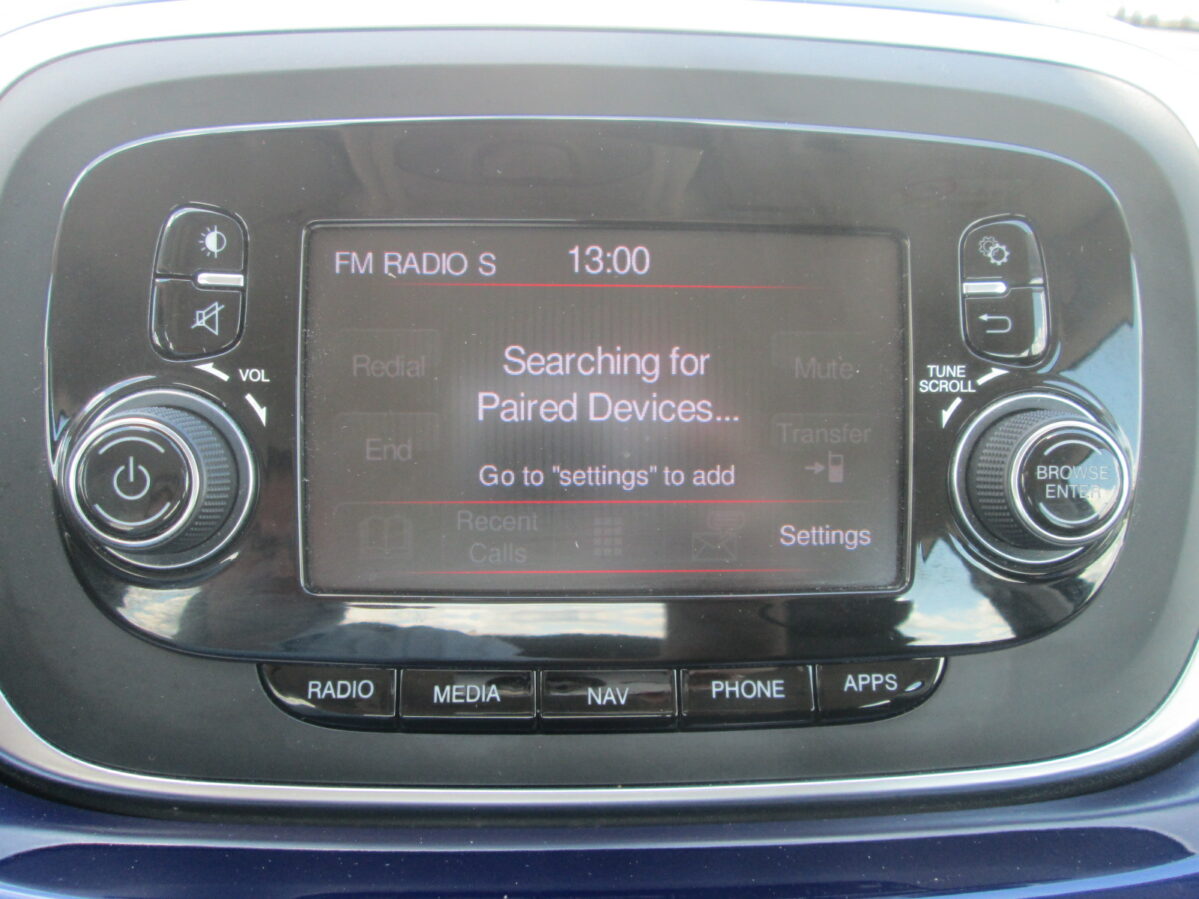 FM RADIO S 13:00
VOL
TUNE
SCROLL
Redial
Searching for
Paired Devices...
Mute
End
Transfer
Go to "settings" to add
BROWSE
ENTER
Recent
Calls
Settings
RADIO
MEDIA
NAV
PHONE
APPS